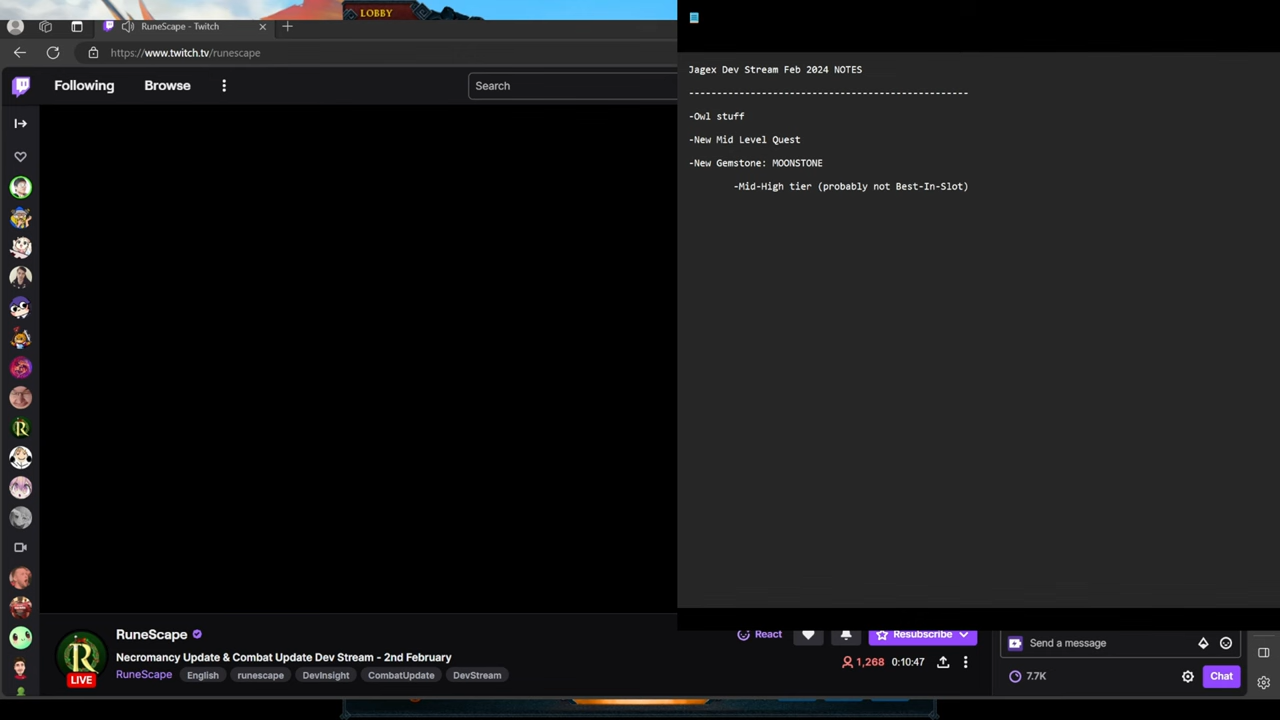 LOBBY
RuneScape - Twitch
https://www.twitch.tv/runescape
Following
Browse
Search
Jagex Dev Stream Feb 2024 NOTES
--------------------------------------------------
-Owl stuff
-New Mid Level Quest
-New Gemstone: MOONSTONE
-Mid-High tier (probably not Best-In-Slot)
RuneScape
Necromancy Update & Combat Update Dev Stream - 2nd February
RuneScape
English
runescape
DevInsight
CombatUpdate
DevStream
LIVE
React
Resubscribe
1,268
0:10:47
Send a message
7.7K
Chat